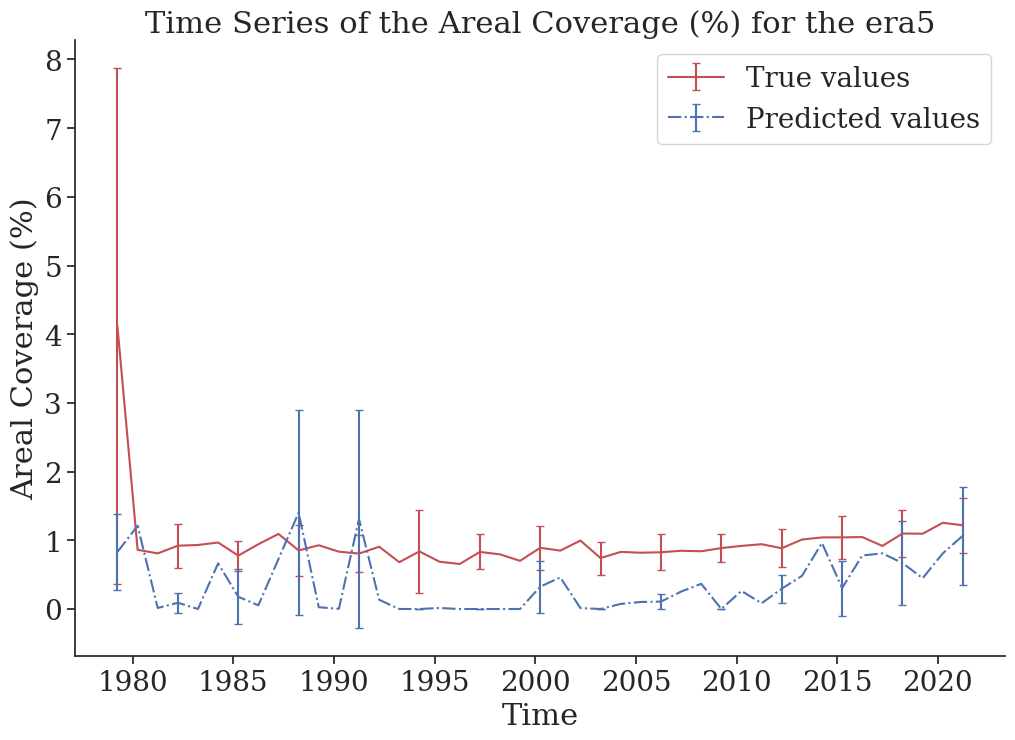 Time Series of the Areal Coverage (%) for the era5
True values
Predicted values
Areal Coverage (%)
8
7
6
5
4
3
2
1
0
1980 1985 1990 1995 2000 2005 2010 2015 2020
Time